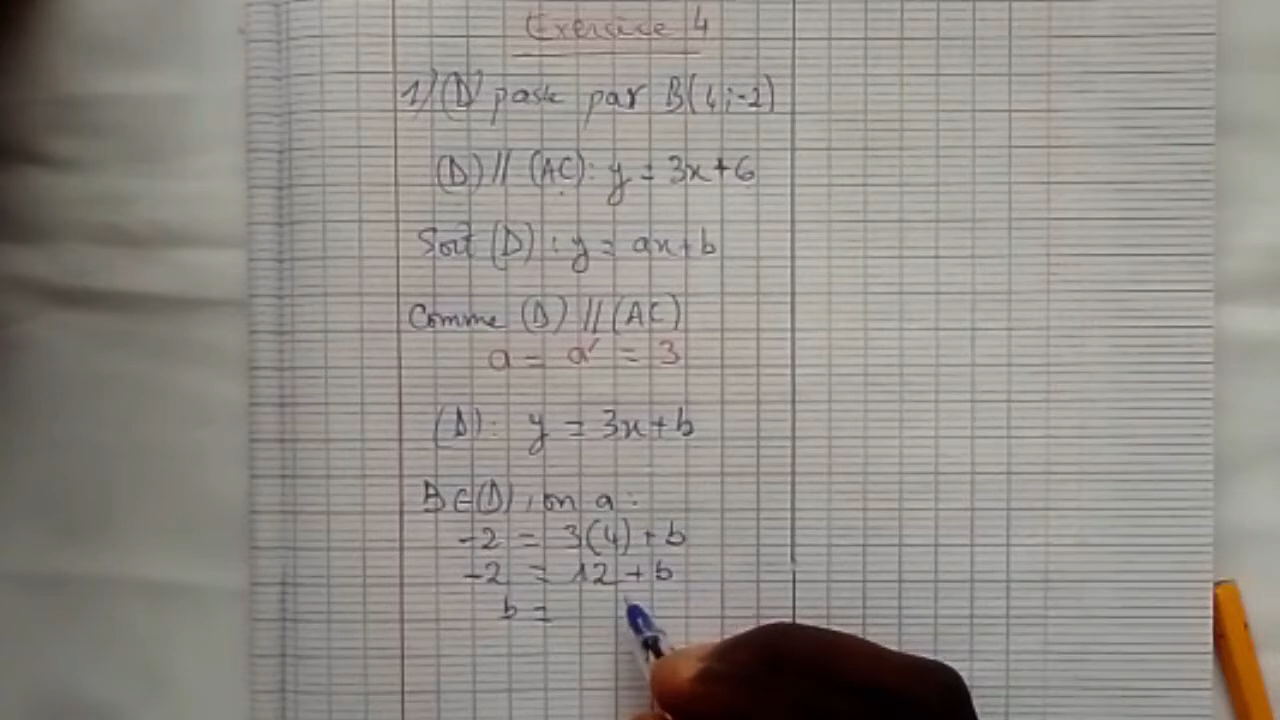 Exercice 4
1) (D) passe par B(4;-2)
(D) // (AC): y = 3x+6
Soit (D) : y = ax+b
Comme (D) // (AC)
a = a' = 3
(D): y = 3x+b
B∈(D), on a:
-2 = 3(4)+b
-2 = 12+b
b =